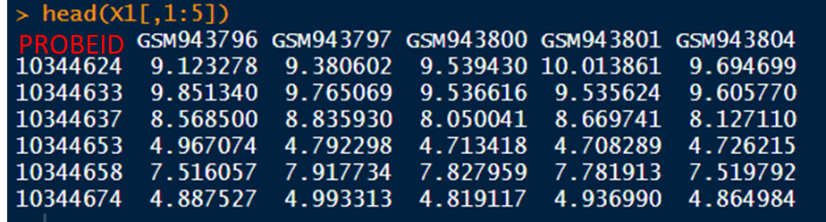 > head(X1[,1:5])
PROBEID GSM943796 GSM943797 GSM943800 GSM943801 GSM943804
10344624 9.123278 9.380602 9.539430 10.013861 9.694699
10344633 9.851340 9.765069 9.536616 9.535624 9.605770
10344637 8.568500 8.835930 8.050041 8.669741 8.127110
10344653 4.967074 4.792298 4.713418 4.708289 4.726215
10344658 7.516057 7.917734 7.827959 7.781913 7.519792
10344674 4.887527 4.993313 4.819117 4.936990 4.864984